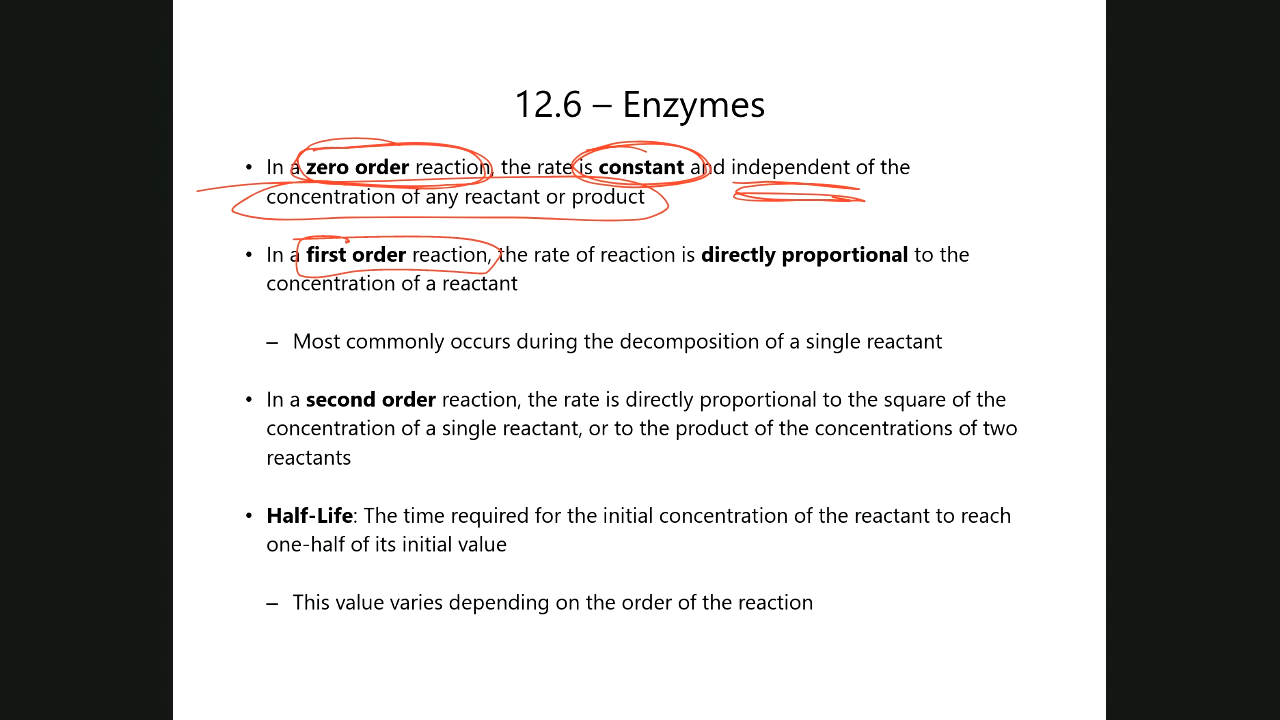 12.6 – Enzymes
• In a zero order reaction, the rate is constant and independent of the
concentration of any reactant or product
• In a first order reaction, the rate of reaction is directly proportional to the
concentration of a reactant
– Most commonly occurs during the decomposition of a single reactant
• In a second order reaction, the rate is directly proportional to the square of the
concentration of a single reactant, or to the product of the concentrations of two
reactants
• Half-Life: The time required for the initial concentration of the reactant to reach
one-half of its initial value
– This value varies depending on the order of the reaction